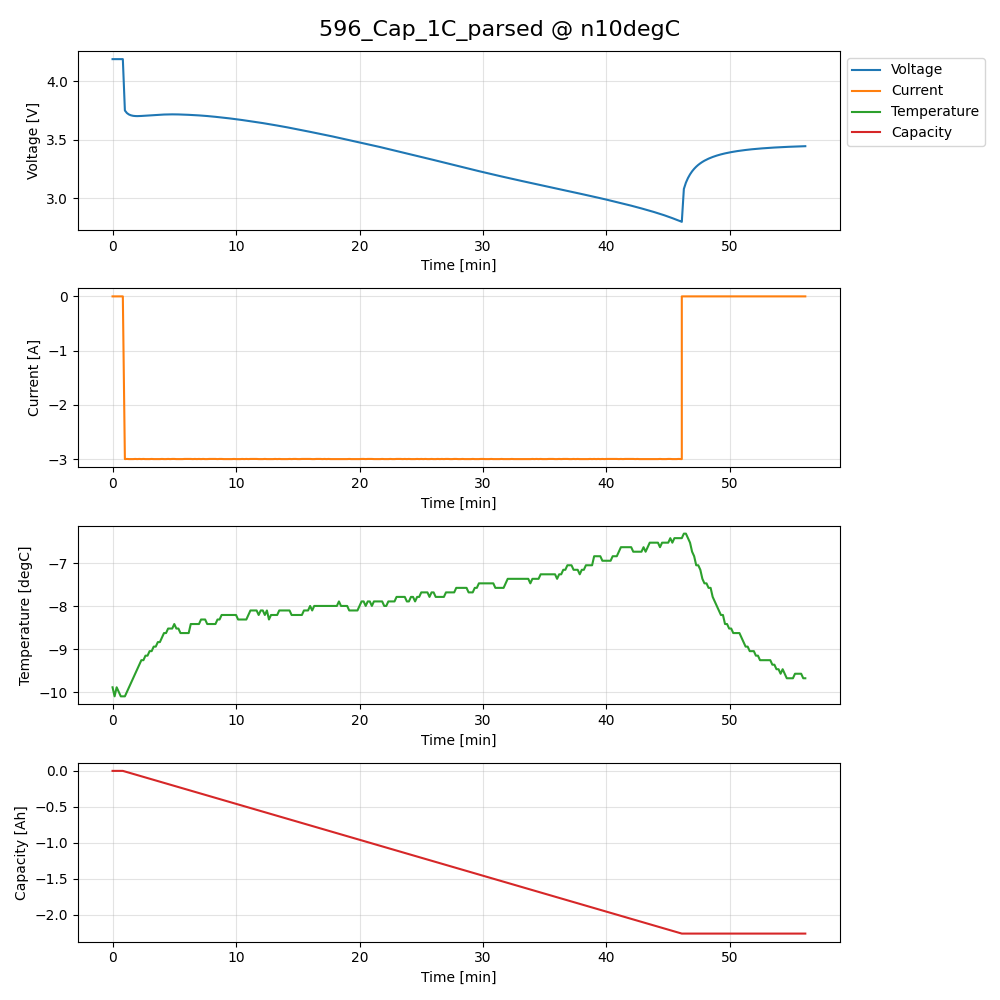 596_Cap_1C_parsed @ n10degC
Voltage [V]
4.0
3.5
3.0
0 10 20 30 40 50
Time [min]
Voltage
Current
Temperature
Capacity
Current [A]
0
−1
−2
−3
0 10 20 30 40 50
Time [min]
Temperature [degC]
−7
−8
−9
−10
0 10 20 30 40 50
Time [min]
Capacity [Ah]
0.0
−0.5
−1.0
−1.5
−2.0
0 10 20 30 40 50
Time [min]